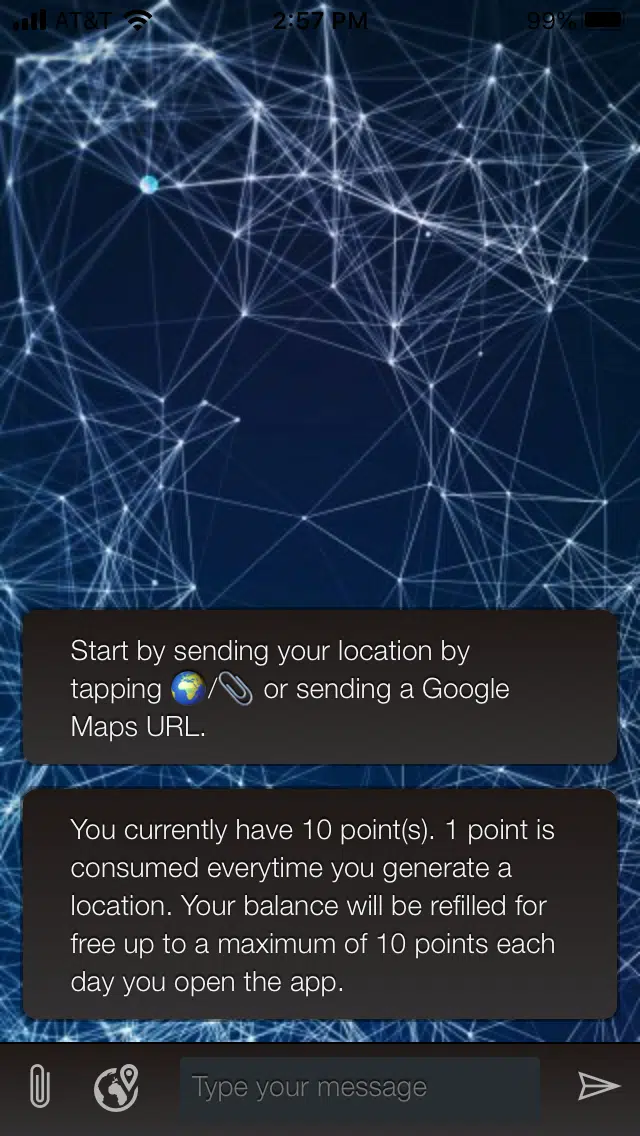 AT&T 2:57 PM 99%
Start by sending your location by
tapping 🌍/📎 or sending a Google
Maps URL.
You currently have 10 point(s). 1 point is
consumed everytime you generate a
location. Your balance will be refilled for
free up to a maximum of 10 points each
day you open the app.
Type your message